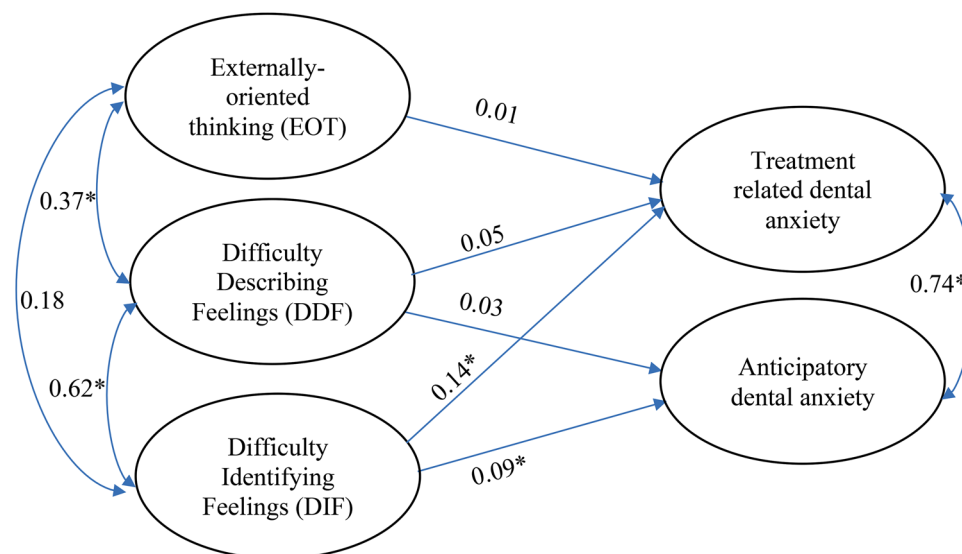 Externally-
oriented
thinking (EOT)
0.01
Treatment
related dental
anxiety
0.37*
Difficulty
Describing
Feelings (DDF)
0.05
0.18
0.03
0.74*
0.62*
0.14*
Anticipatory
dental anxiety
Difficulty
Identifying
Feelings (DIF)
0.09*